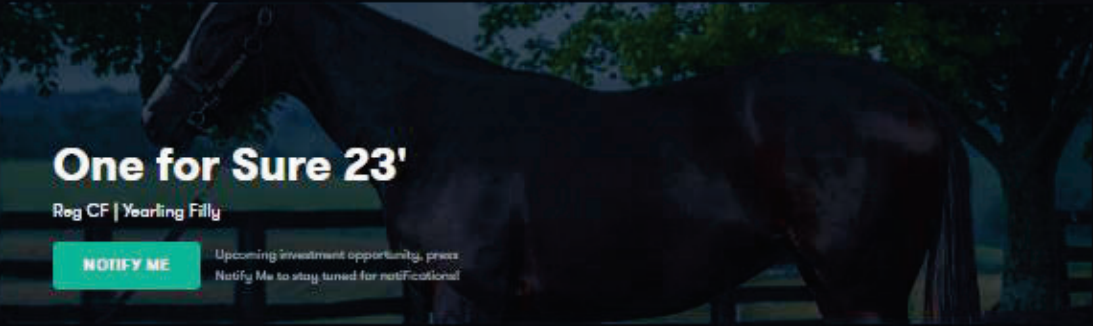 One for Sure 23'
Reg CF | Yearling Filly
NOTIFY ME
Upcoming investment opportunity, press
Notify Me to stay tuned for notifications!